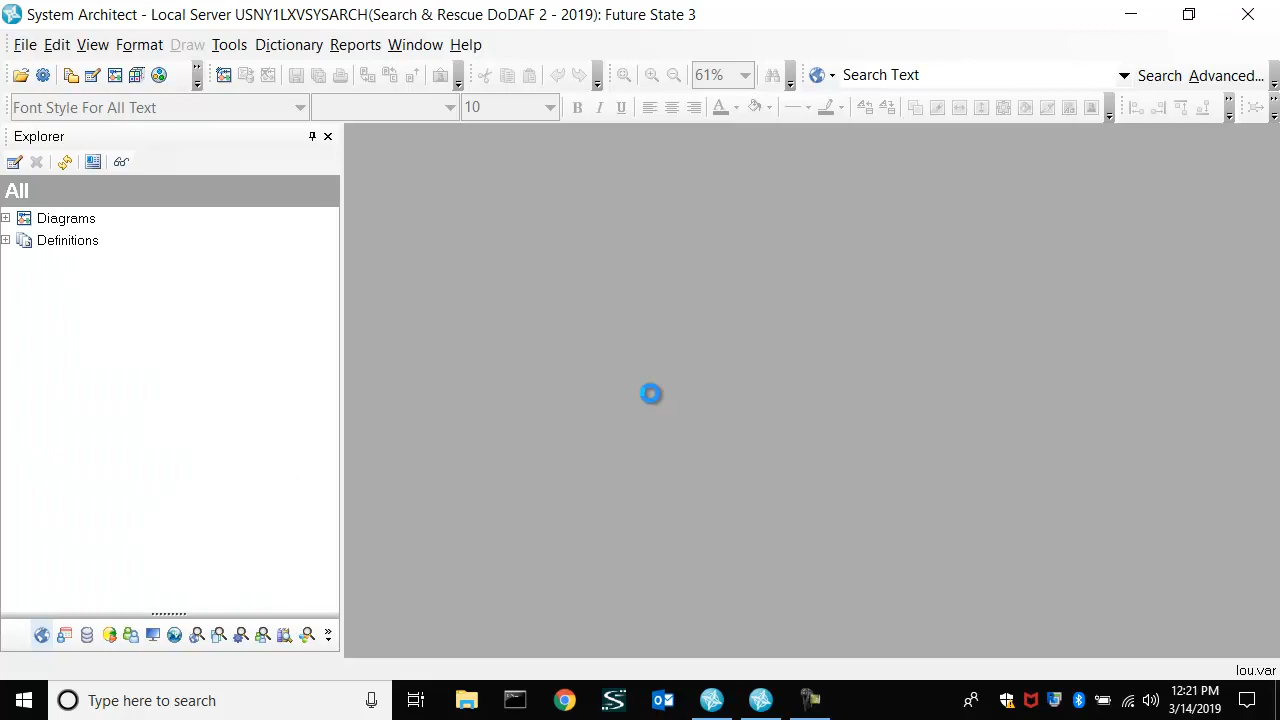 System Architect - Local Server USNY1LXVSYSARCH(Search & Rescue DoDAF 2 - 2019): Future State 3
File Edit View Format Draw Tools Dictionary Reports Window Help
61% Search Text Search Advanced...
Font Style For All Text 10 B I U A
Explorer
All
Diagrams
Definitions
lou.var
Type here to search
12:21 PM
3/14/2019